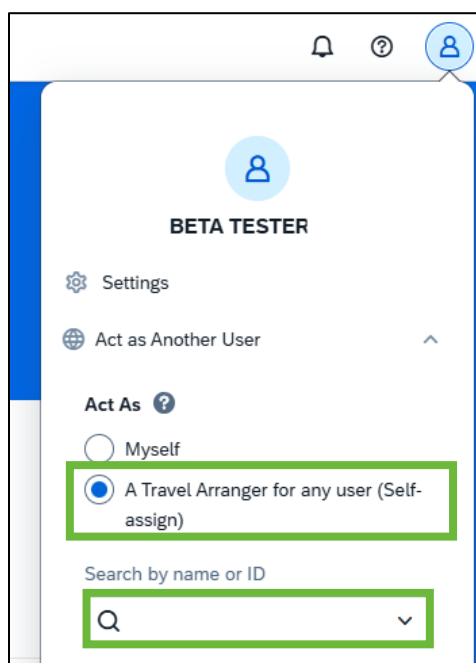 BETA TESTER
Settings
Act as Another User
Act As ?
Myself
A Travel Arranger for any user (Self-
assign)
Search by name or ID